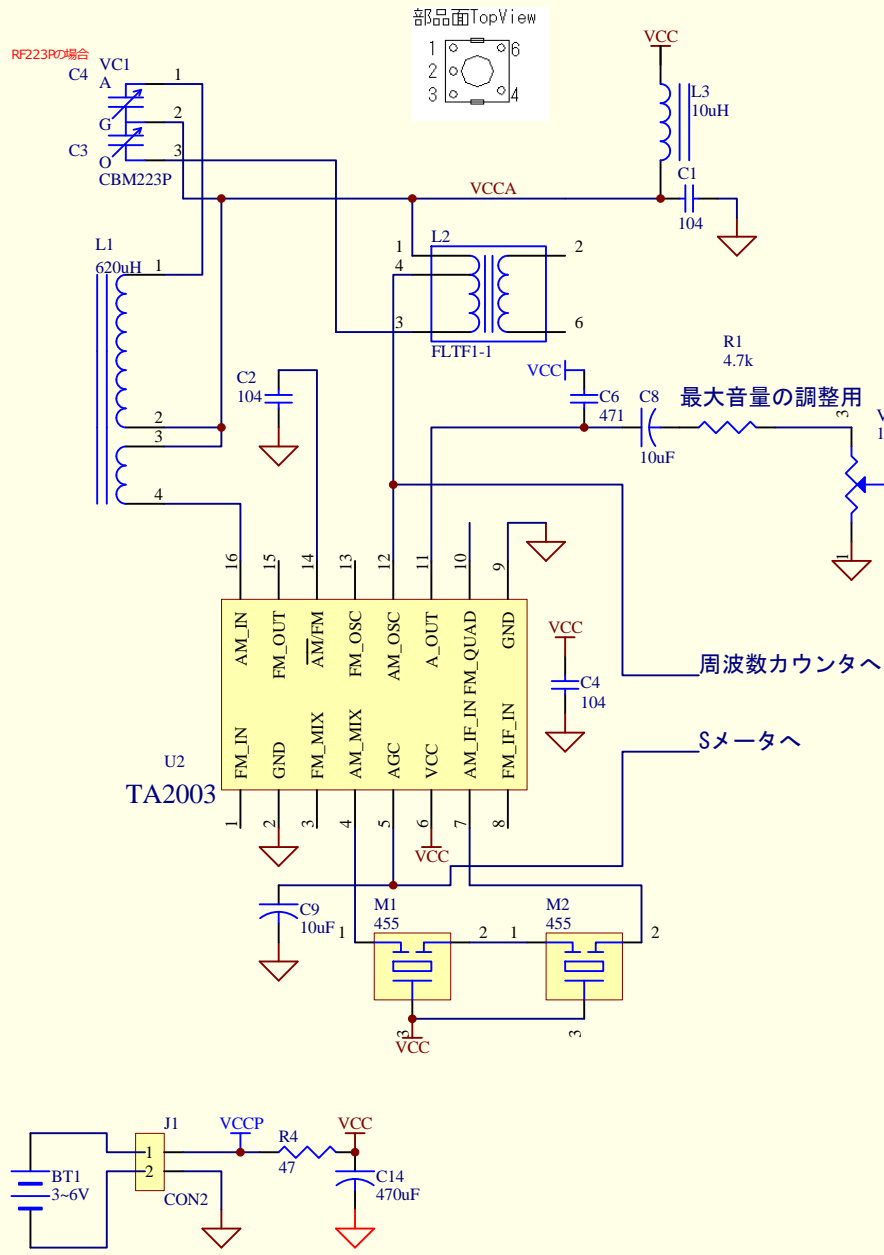 部品面TopView
1
6
2
3
4
RF223Pの場合
C4
VC1
A
1
G
2
C3
O
3
CBM223P
VCC
L3
10uH
VCCA
C1
104
L1
620uH
1
2
3
4
L2
1
4
3
2
6
FLTF1-1
C2
104
VCC
C6
471
C8
10uF
R1
4.7k
最大音量の調整用
3
V
1
1
16
15
14
13
12
11
10
9
AM_IN
FM_OUT
AM/FM
FM_OSC
AM_OSC
A_OUT
FM_QUAD
GND
FM_IN
GND
FM_MIX
AM_MIX
AGC
VCC
AM_IF_IN
FM_IF_IN
U2
TA2003
1
2
3
4
5
6
7
8
VCC
VCC
C4
104
周波数カウンタへ
Sメータへ
C9
10uF
M1
455
1
2
3
VCC
M2
455
1
2
3
J1
1
2
CON2
BT1
3~6V
VCCP
R4
47
VCC
C14
470uF